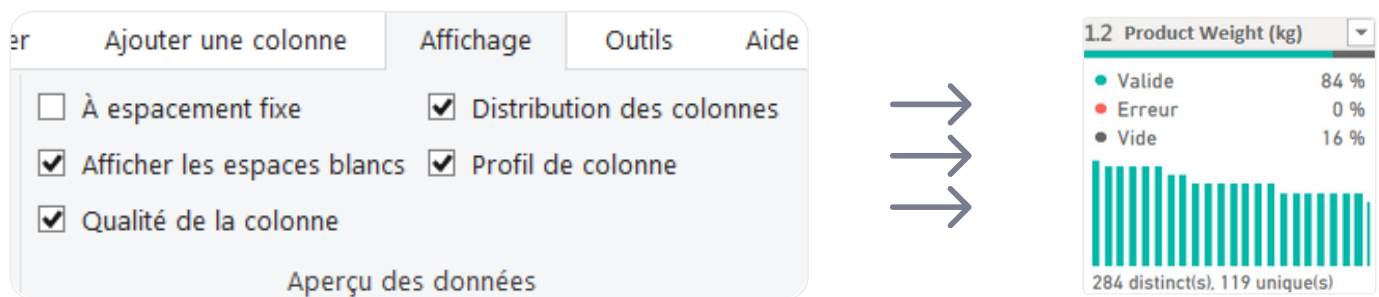 er Ajouter une colonne Affichage Outils Aide
À espacement fixe Distribution des colonnes
Afficher les espaces blancs Profil de colonne
Qualité de la colonne
Aperçu des données
1.2 Product Weight (kg)
Valide 84 %
Erreur 0 %
Vide 16 %
284 distinct(s), 119 unique(s)